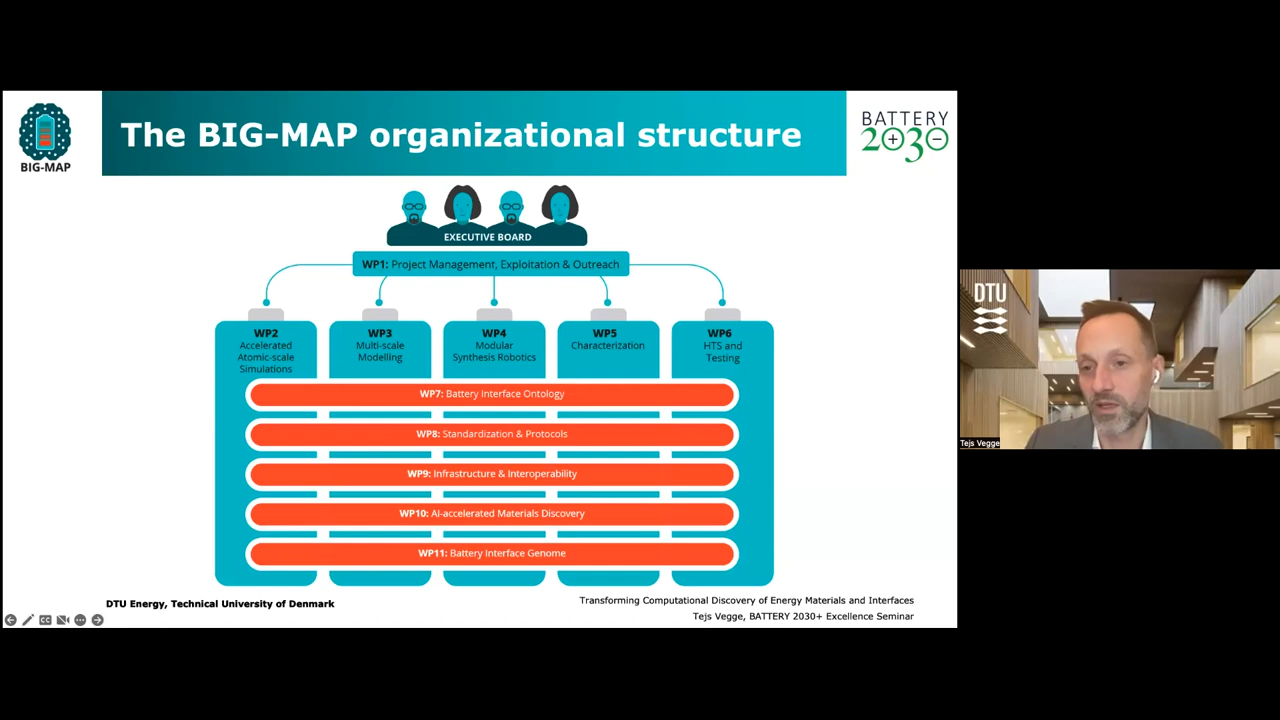 The BIG-MAP organizational structure
BIG-MAP
BATTERY
2030
EXECUTIVE BOARD
WP1: Project Management, Exploitation & Outreach
WP2
Accelerated
Atomic-scale
Simulations
WP3
Multi-scale
Modelling
WP4
Modular
Synthesis Robotics
WP5
Characterization
WP6
HTS and
Testing
WP7: Battery Interface Ontology
WP8: Standardization & Protocols
WP9: Infrastructure & Interoperability
WP10: AI-accelerated Materials Discovery
WP11: Battery Interface Genome
DTU Energy, Technical University of Denmark
Transforming Computational Discovery of Energy Materials and Interfaces
Tejs Vegge, BATTERY 2030+ Excellence Seminar
CC
DTU
Tejs Vegge